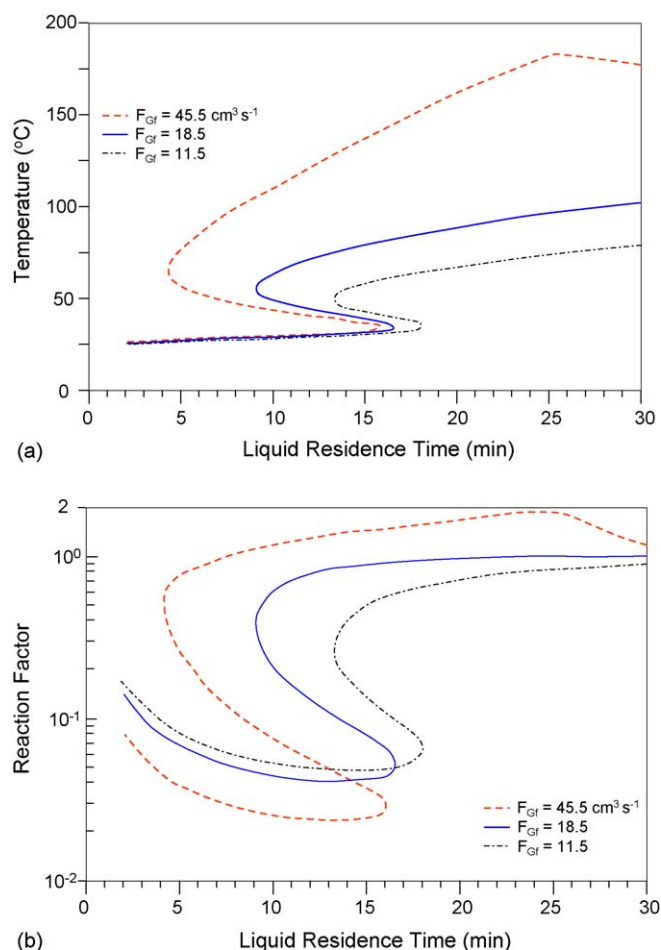 200
150
100
50
0
Temperature (ºC)
F_Gf = 45.5 cm³ s⁻¹
F_Gf = 18.5
F_Gf = 11.5
0 5 10 15 20 25 30
(a) Liquid Residence Time (min)
2
10⁰
10⁻¹
10⁻²
Reaction Factor
F_Gf = 45.5 cm³ s⁻¹
F_Gf = 18.5
F_Gf = 11.5
0 5 10 15 20 25 30
(b) Liquid Residence Time (min)